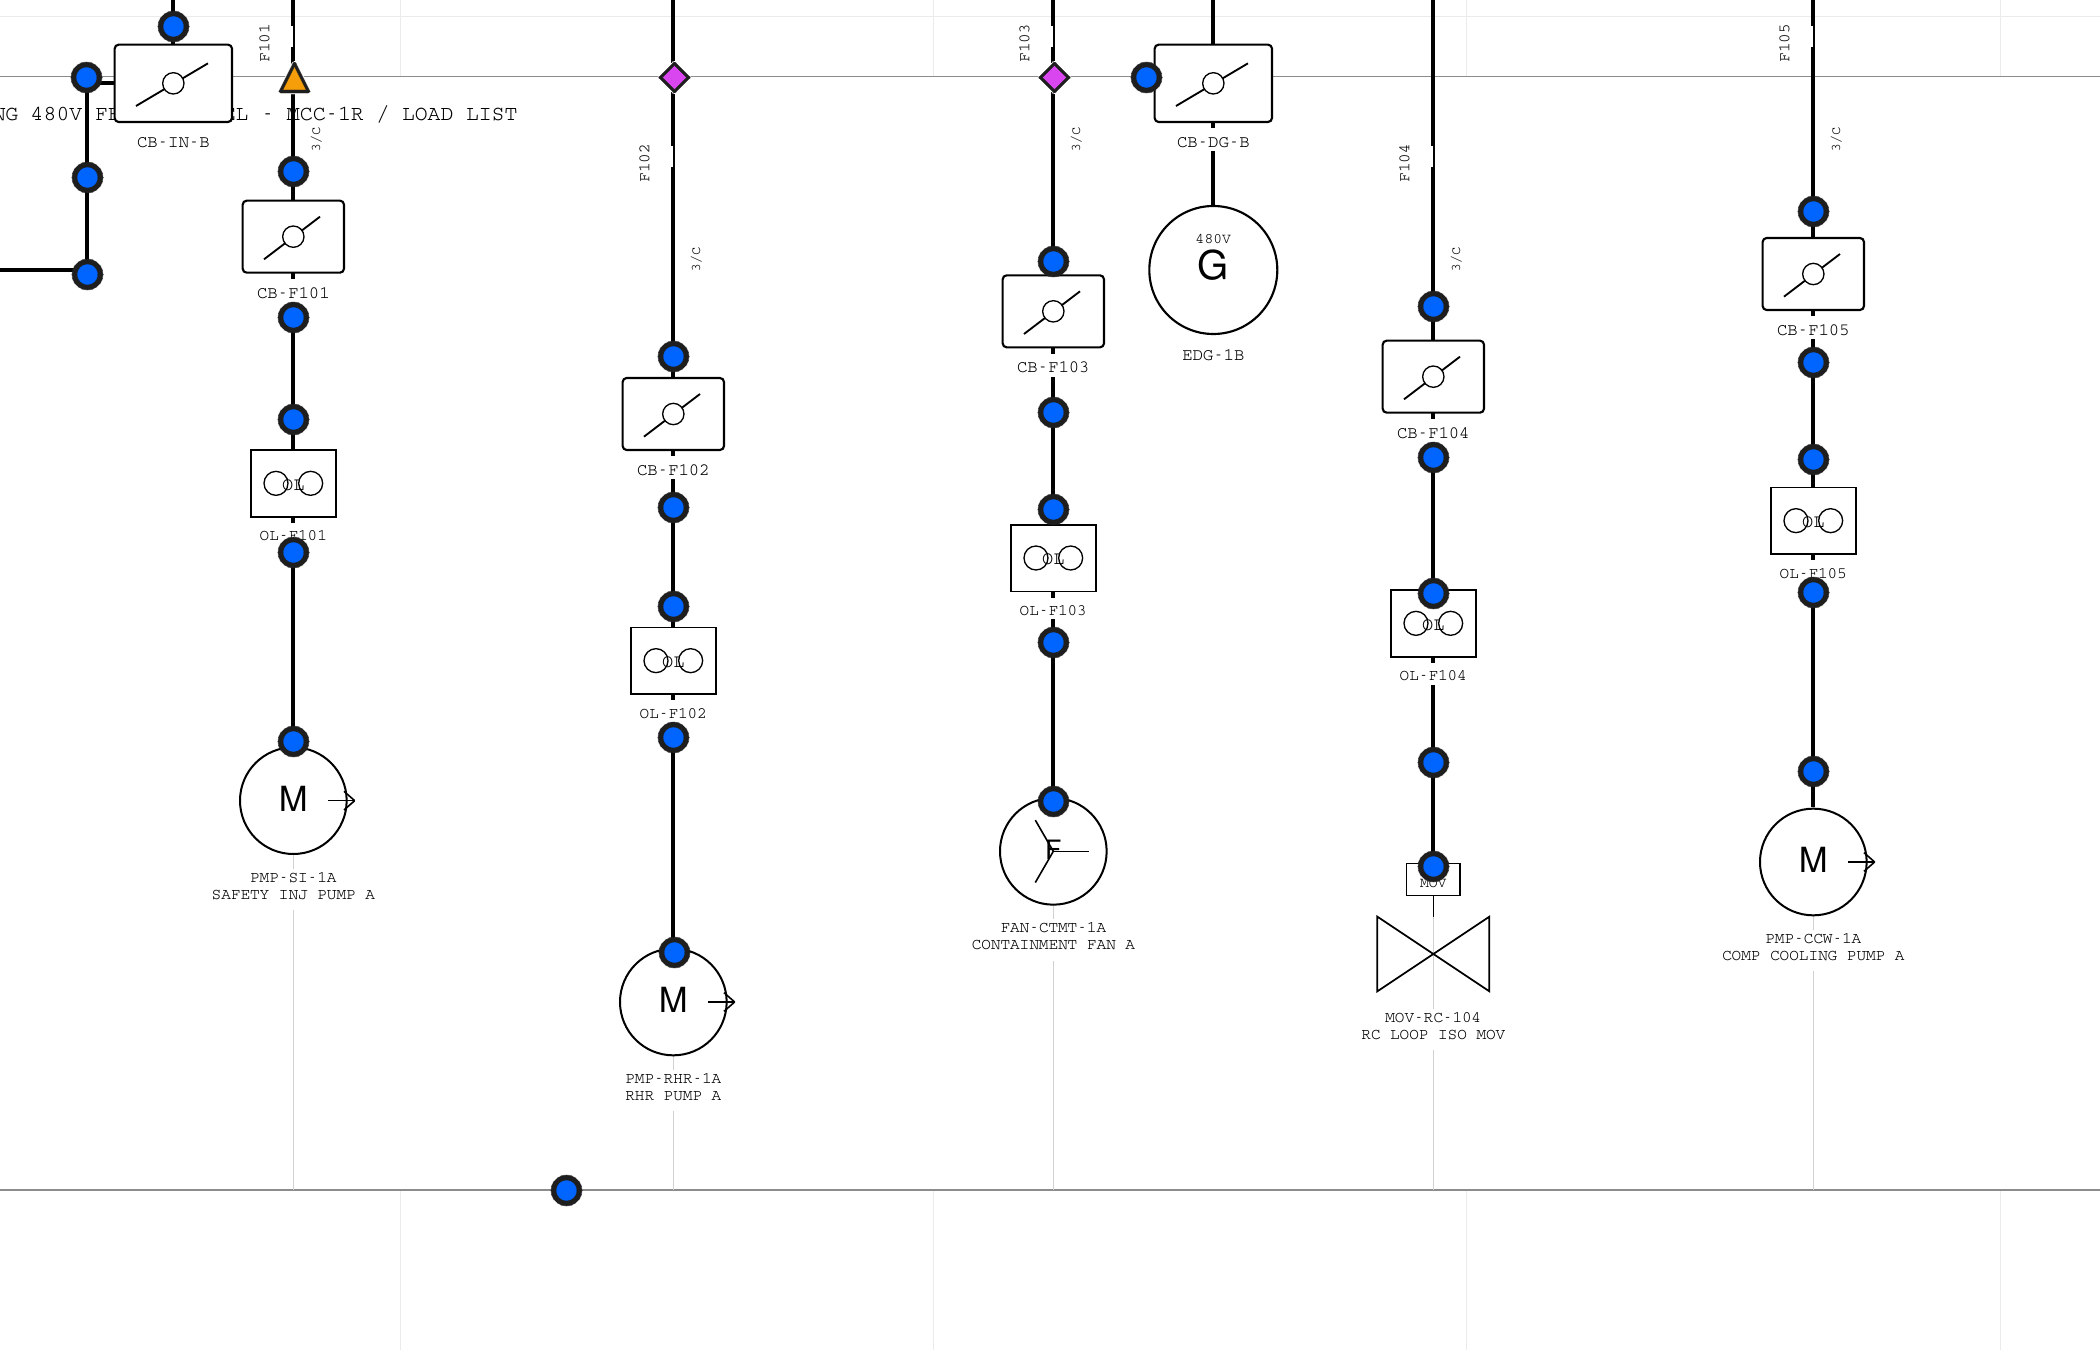 F101
F103
F105
NG 480V FE
EL - MCC-1R / LOAD LIST
CB-IN-B
3/C
3/C
CB-DG-B
3/C
F102
F104
480V
G
3/C
3/C
CB-F101
CB-F105
EDG-1B
CB-F103
CB-F104
CB-F102
OL
OL-F101
OL
OL
OL-F105
OL-F103
OL
OL
OL-F104
OL-F102
M
PMP-SI-1A
SAFETY INJ PUMP A
F
FAN-CTMT-1A
CONTAINMENT FAN A
MOV
M
PMP-CCW-1A
COMP COOLING PUMP A
M
MOV-RC-104
RC LOOP ISO MOV
PMP-RHR-1A
RHR PUMP A